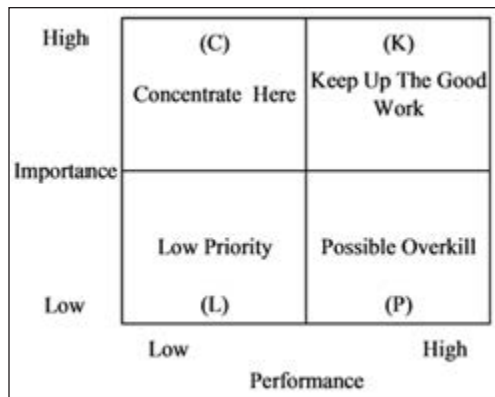 High
(C)
(K)
Concentrate Here
Keep Up The Good
Work
Importance
Low Priority
Possible Overkill
Low
(L)
(P)
Low
High
Performance